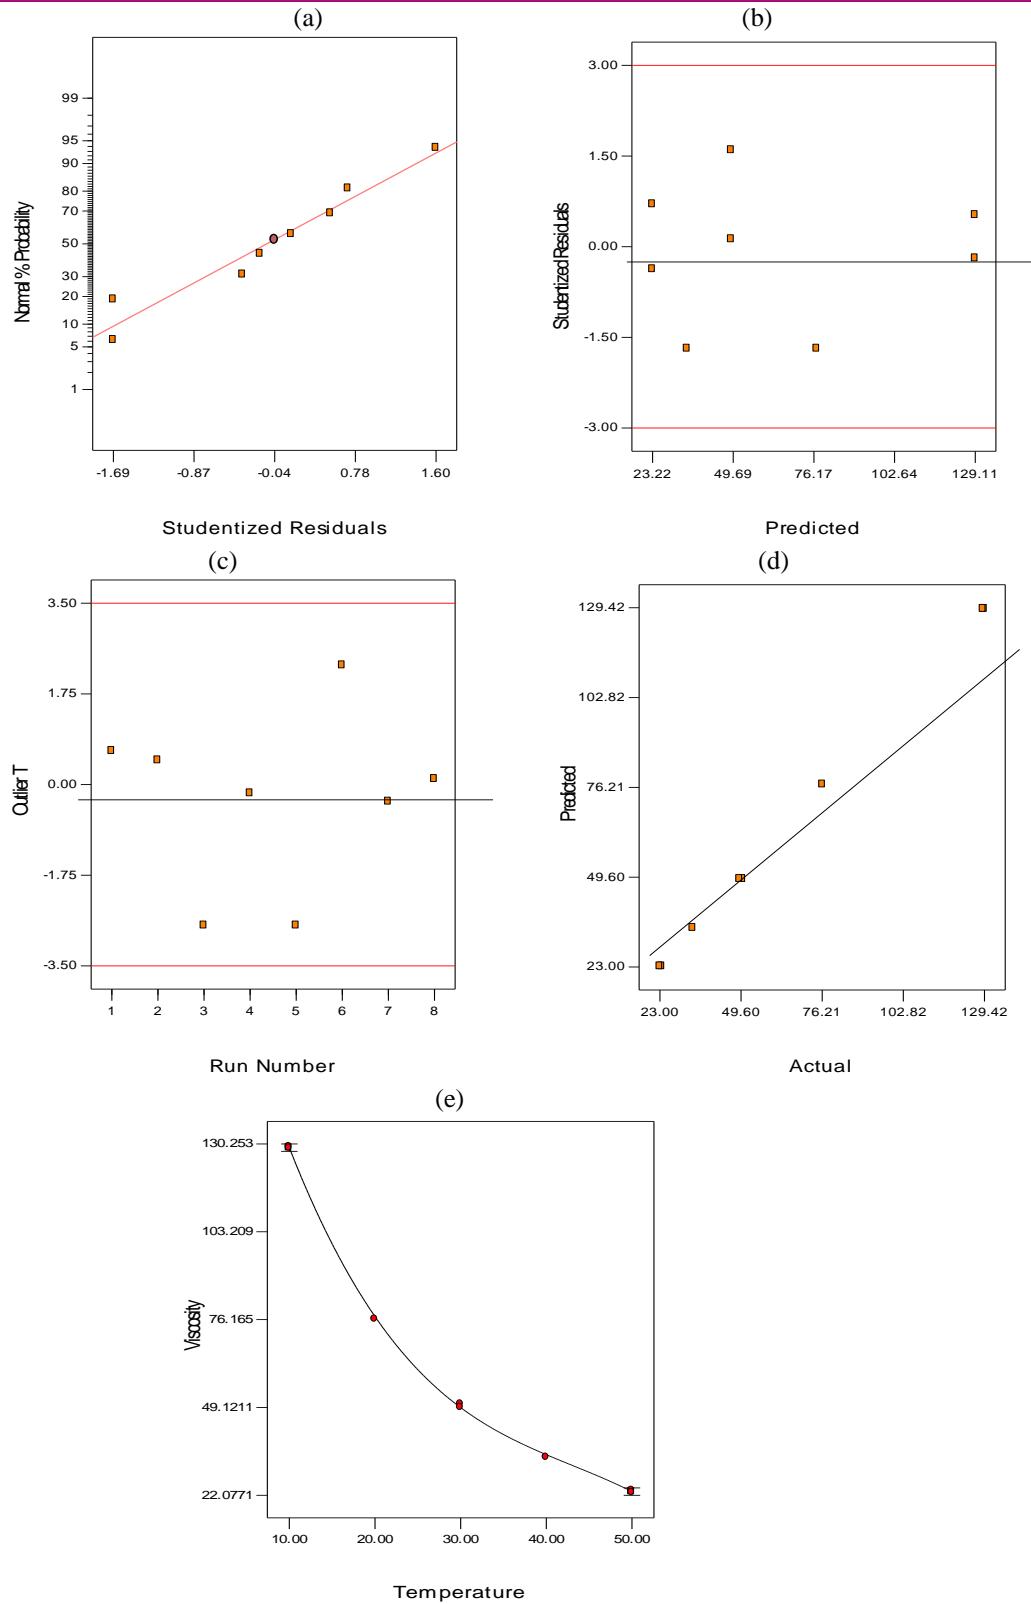 (a)
99
95
90
80
70
50
30
20
10
5
1
Normal % Probability
-1.69 -0.87 -0.04 0.78 1.60
Studentized Residuals
(b)
3.00
1.50
0.00
-1.50
-3.00
Studentized Residuals
23.22 49.69 76.17 102.64 129.11
Predicted
(c)
3.50
1.75
0.00
-1.75
-3.50
Outlier T
1 2 3 4 5 6 7 8
Run Number
(d)
129.42
102.82
76.21
49.60
23.00
Predicted
23.00 49.60 76.21 102.82 129.42
Actual
(e)
130.253
103.209
76.165
49.1211
22.0771
Viscosity
10.00 20.00 30.00 40.00 50.00
Temperature